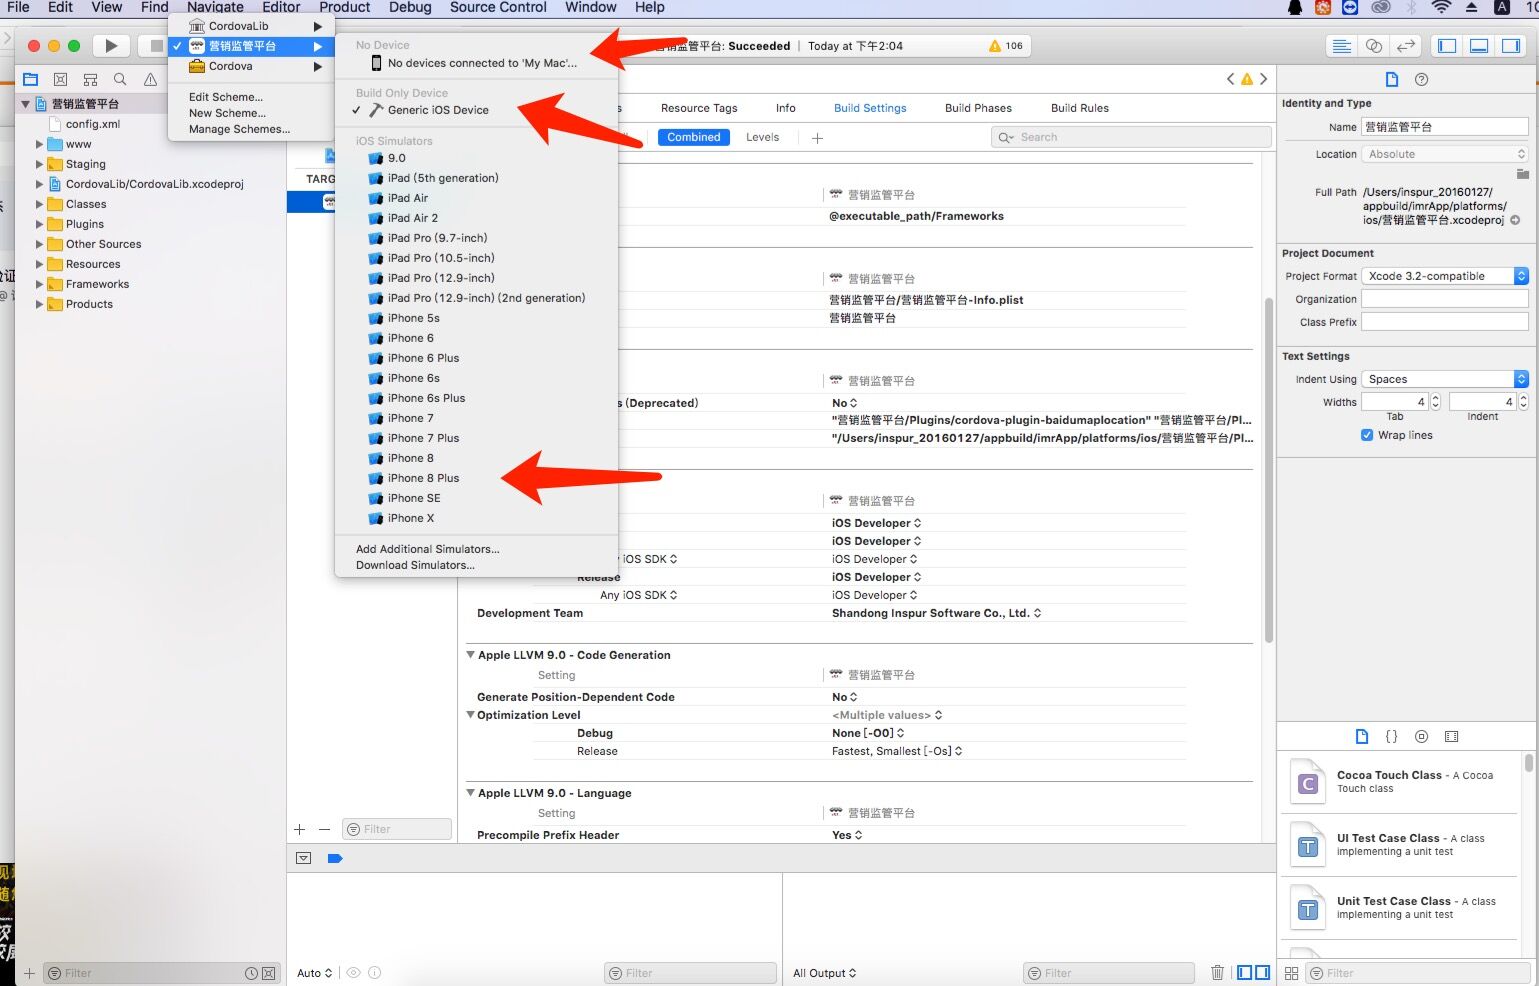 File Edit View Find Navigate Editor Product Debug Source Control Window Help
CordovaLib
营销监管平台
Cordova
Edit Scheme...
New Scheme...
Manage Schemes...
No Device
No devices connected to 'My Mac'...
Build Only Device
Generic iOS Device
iOS Simulators
9.0
iPad (5th generation)
iPad Air
iPad Air 2
iPad Pro (9.7-inch)
iPad Pro (10.5-inch)
iPad Pro (12.9-inch)
iPad Pro (12.9-inch) (2nd generation)
iPhone 5s
iPhone 6
iPhone 6 Plus
iPhone 6s
iPhone 6s Plus
iPhone 7
iPhone 7 Plus
iPhone 8
iPhone 8 Plus
iPhone SE
iPhone X
Add Additional Simulators...
Download Simulators...
营销监管平台: Succeeded | Today at 下午2:04
106
营销监管平台
config.xml
www
Staging
CordovaLib/CordovaLib.xcodeproj
Classes
Plugins
Other Sources
Resources
Frameworks
Products
Filter
TARG
Filter
Resource Tags Info Build Settings Build Phases Build Rules
Combined Levels + Search
营销监管平台
@executable_path/Frameworks
营销监管平台
营销监管平台/营销监管平台-Info.plist
营销监管平台
营销监管平台
s (Deprecated) No
"营销监管平台/Plugins/cordova-plugin-baidumaplocation" "营销监管平台/Pl...
"/Users/inspur_20160127/appbuild/imrApp/platforms/ios/营销监管平台/Pl...
营销监管平台
iOS Developer
iOS Developer
iOS SDK iOS Developer
Release iOS Developer
Any iOS SDK iOS Developer
Development Team Shandong Inspur Software Co., Ltd.
Apple LLVM 9.0 - Code Generation
Setting 营销监管平台
Generate Position-Dependent Code No
Optimization Level <Multiple values>
Debug None [-O0]
Release Fastest, Smallest [-Os]
Apple LLVM 9.0 - Language
Setting 营销监管平台
Precompile Prefix Header Yes
Auto
Filter
All Output
Filter
Identity and Type
Name 营销监管平台
Location Absolute
Full Path /Users/inspur_20160127/
appbuild/imrApp/platforms/
ios/营销监管平台.xcodeproj
Project Document
Project Format Xcode 3.2-compatible
Organization
Class Prefix
Text Settings
Indent Using Spaces
Widths 4 4
Tab Indent
Wrap lines
Cocoa Touch Class - A Cocoa
Touch class
UI Test Case Class - A class
implementing a unit test
Unit Test Case Class - A class
implementing a unit test
Filter